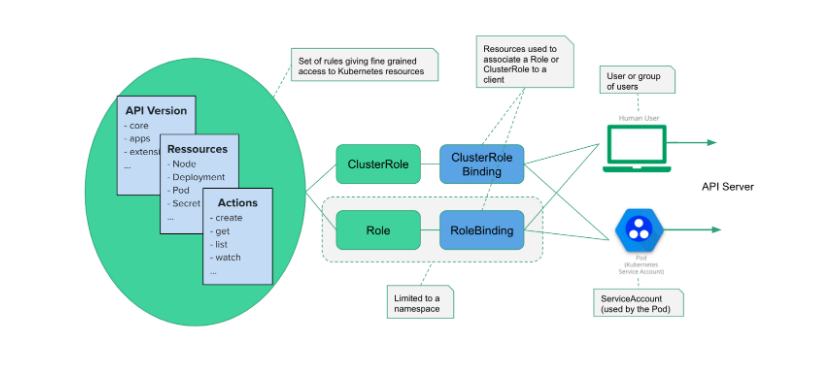 Set of rules giving fine grained
access to Kubernetes resources
Resources used to
associate a Role or
ClusterRole to a
client
User or group
of users
API Version
- core
- apps
- extensi
...
Ressources
- Node
- Deployment
- Pod
- Secret
...
Actions
- create
- get
- list
- watch
...
ClusterRole
ClusterRole
Binding
Role
RoleBinding
Limited to a
namespace
Human User
API Server
Pod
(Kubernetes
Service Account)
ServiceAccount
(used by the Pod)